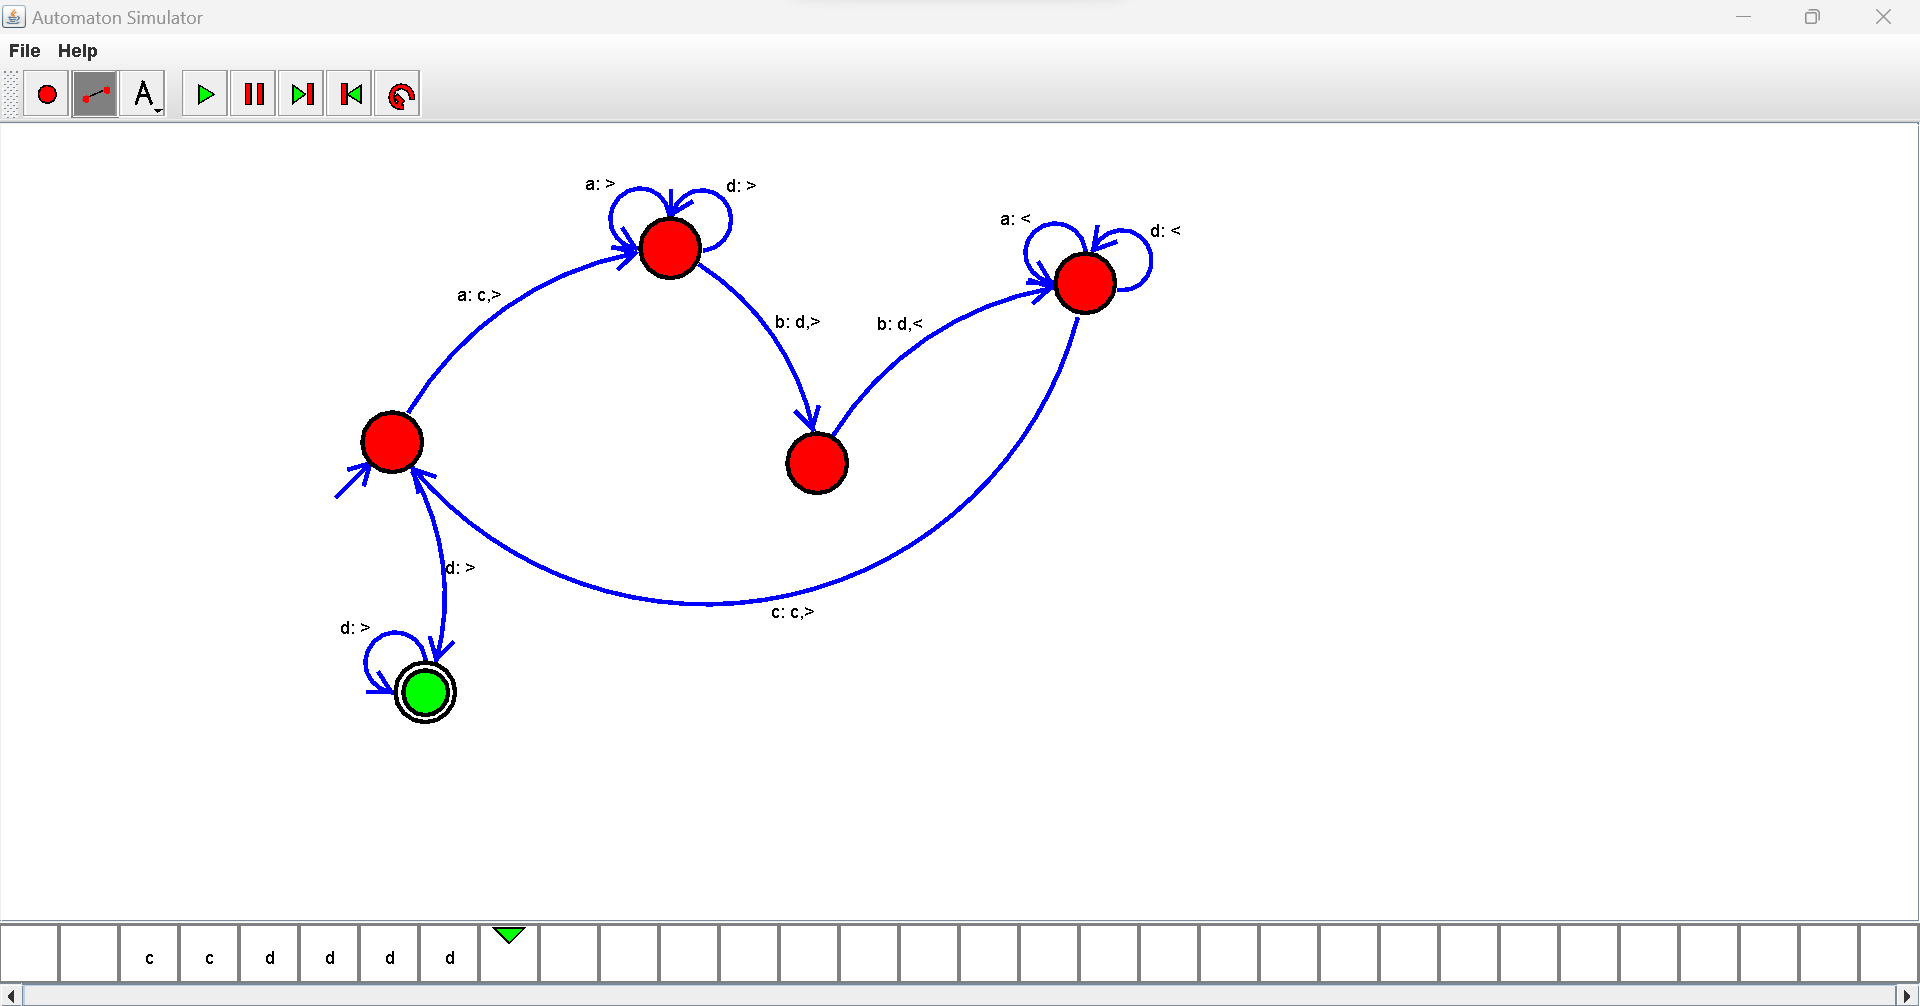 Automaton Simulator
File Help
A
a: >
d: >
a: <
d: <
a: c,>
b: d,>
b: d,<
d: >
c: c,>
d: >
c c d d d d